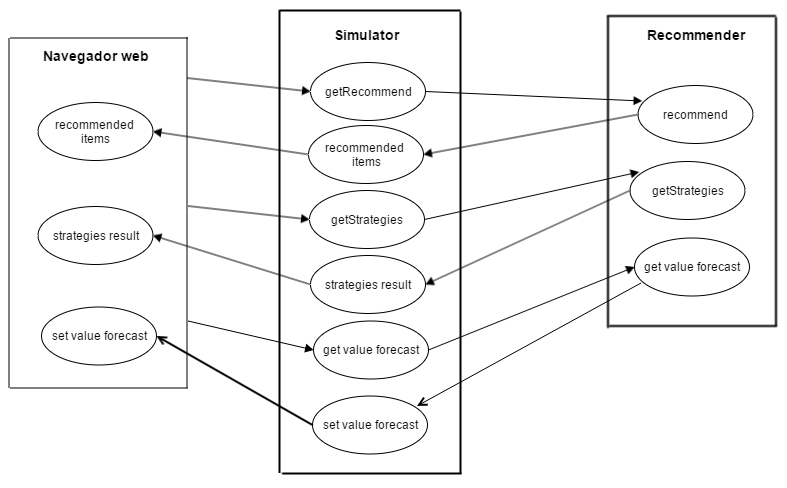 Navegador web
recommended
items
strategies result
set value forecast
Simulator
getRecommend
recommended
items
getStrategies
strategies result
get value forecast
set value forecast
Recommender
recommend
getStrategies
get value forecast